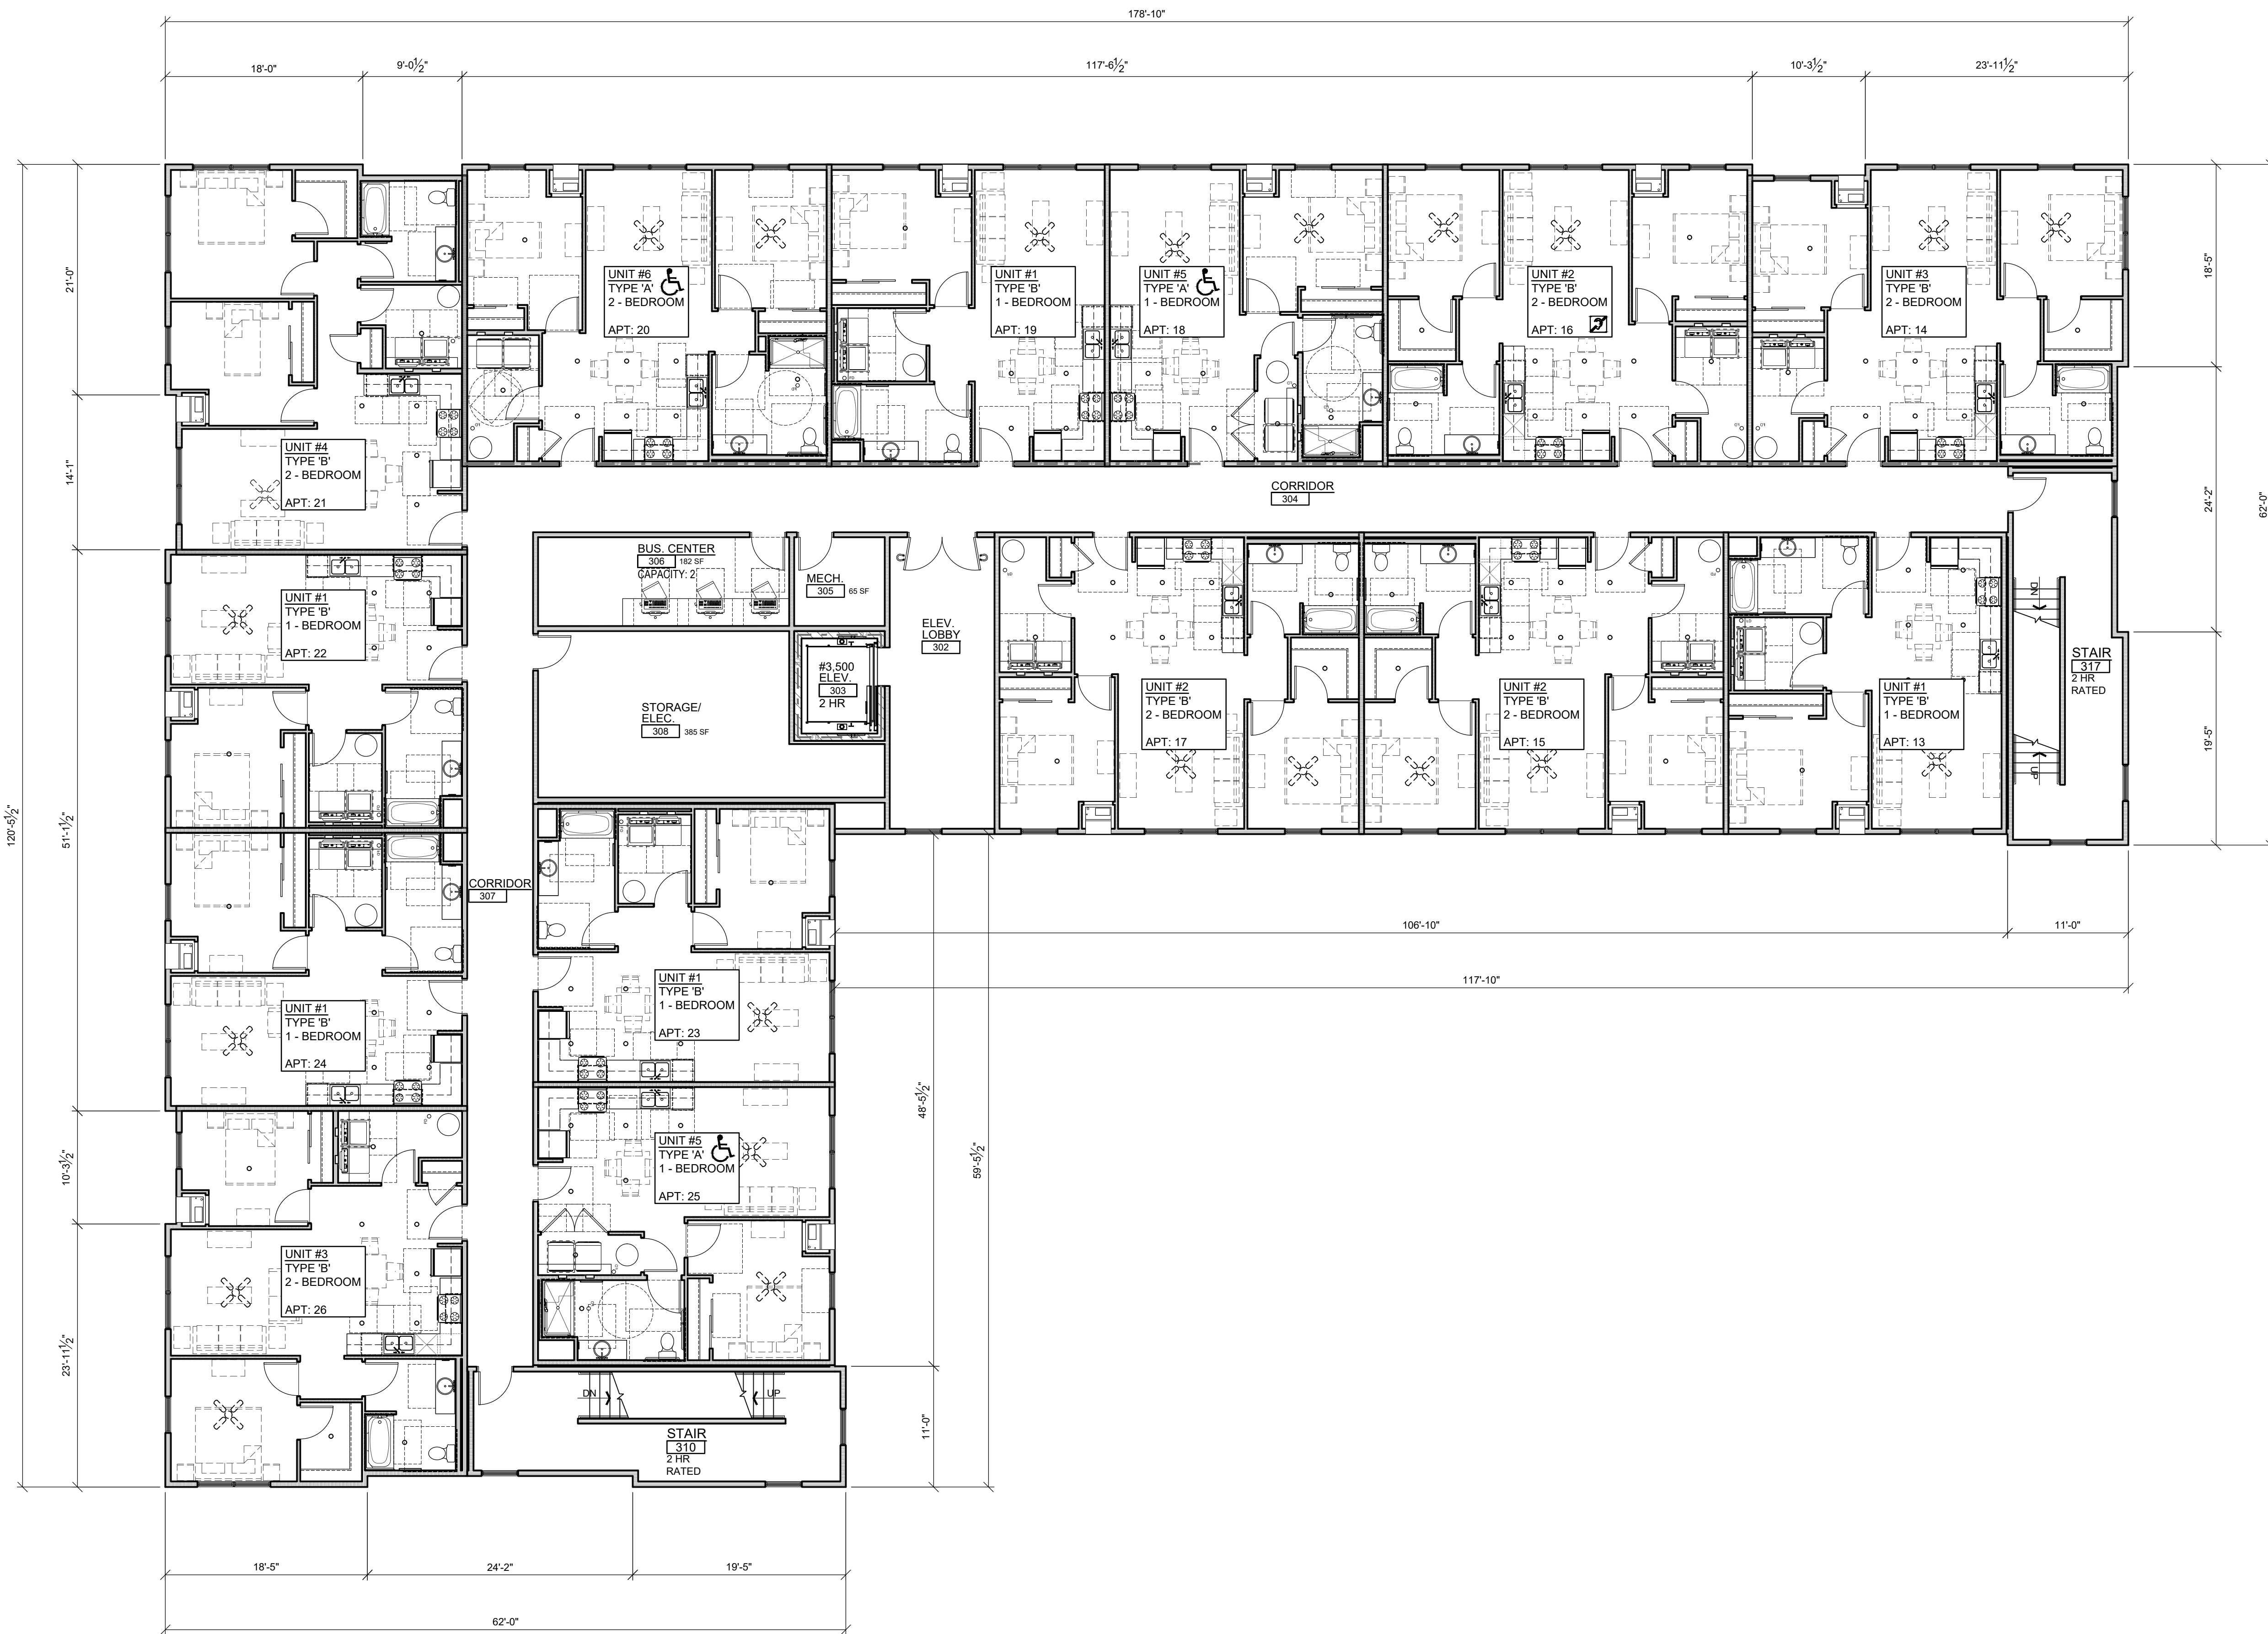 178'-10"
18'-0"
9'-0½"
117'-6½"
10'-3½"
23'-11½"
21'-0"
14'-1"
51'-1½"
10'-3½"
23'-11½"
120'-5½"
18'-5"
24'-2"
19'-5"
62'-0"
UNIT #6
TYPE 'A'
2 - BEDROOM
APT: 20
UNIT #1
TYPE 'B'
1 - BEDROOM
APT: 19
UNIT #5
TYPE 'A'
1 - BEDROOM
APT: 18
UNIT #2
TYPE 'B'
2 - BEDROOM
APT: 16
UNIT #3
TYPE 'B'
2 - BEDROOM
APT: 14
UNIT #4
TYPE 'B'
2 - BEDROOM
APT: 21
CORRIDOR
304
BUS. CENTER
306 182 SF
CAPACITY: 2
MECH.
305 65 SF
ELEV.
LOBBY
302
#3,500
ELEV.
303
2 HR
STORAGE/
ELEC.
308 385 SF
UNIT #1
TYPE 'B'
1 - BEDROOM
APT: 22
UNIT #2
TYPE 'B'
2 - BEDROOM
APT: 17
UNIT #2
TYPE 'B'
2 - BEDROOM
APT: 15
UNIT #1
TYPE 'B'
1 - BEDROOM
APT: 13
DN
UP
STAIR
317
2 HR
RATED
CORRIDOR
307
106'-10"
11'-0"
117'-10"
UNIT #1
TYPE 'B'
1 - BEDROOM
APT: 24
UNIT #1
TYPE 'B'
1 - BEDROOM
APT: 23
UNIT #5
TYPE 'A'
1 - BEDROOM
APT: 25
48'-5½"
59'-5½"
11'-0"
UNIT #3
TYPE 'B'
2 - BEDROOM
APT: 26
DN
UP
STAIR
310
2 HR
RATED
18'-5"
24'-2"
19'-5"
62'-0"